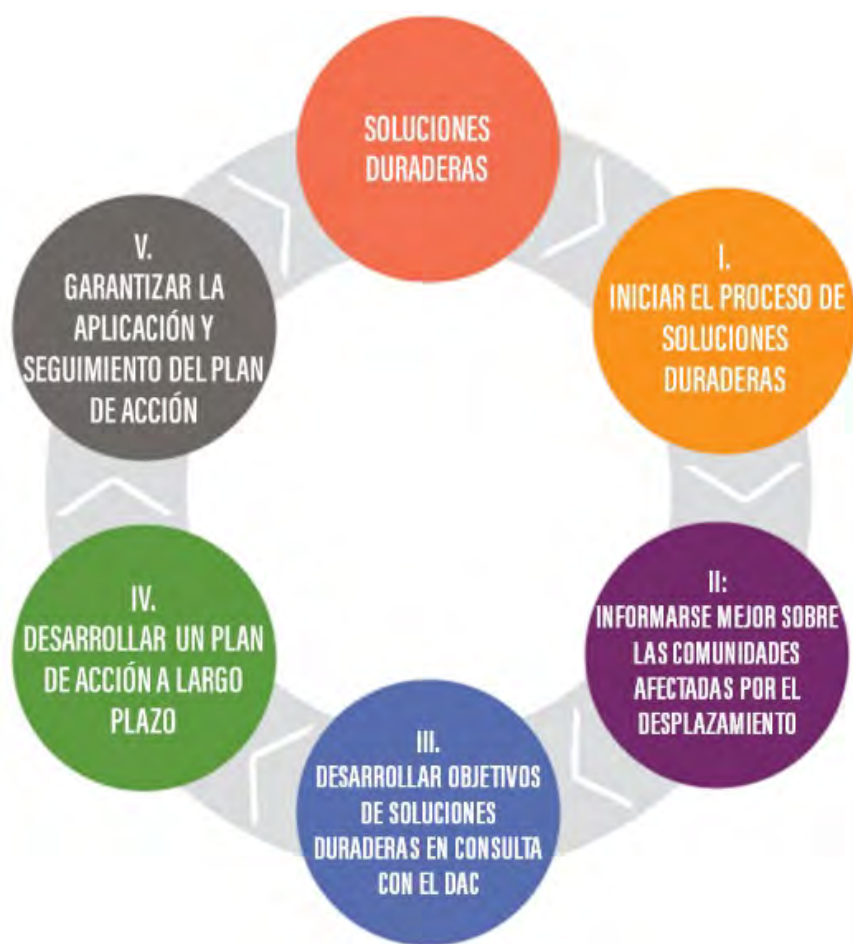 SOLUCIONES
DURADERAS
I.
INICIAR EL PROCESO DE
SOLUCIONES
DURADERAS
II:
INFORMARSE MEJOR SOBRE
LAS COMUNIDADES
AFECTADAS POR EL
DESPLAZAMIENTO
III.
DESARROLLAR OBJETIVOS
DE SOLUCIONES
DURADERAS EN CONSULTA
CON EL DAC
IV.
DESARROLLAR UN PLAN
DE ACCIÓN A LARGO
PLAZO
V.
GARANTIZAR LA
APLICACIÓN Y
SEGUIMIENTO DEL PLAN
DE ACCIÓN